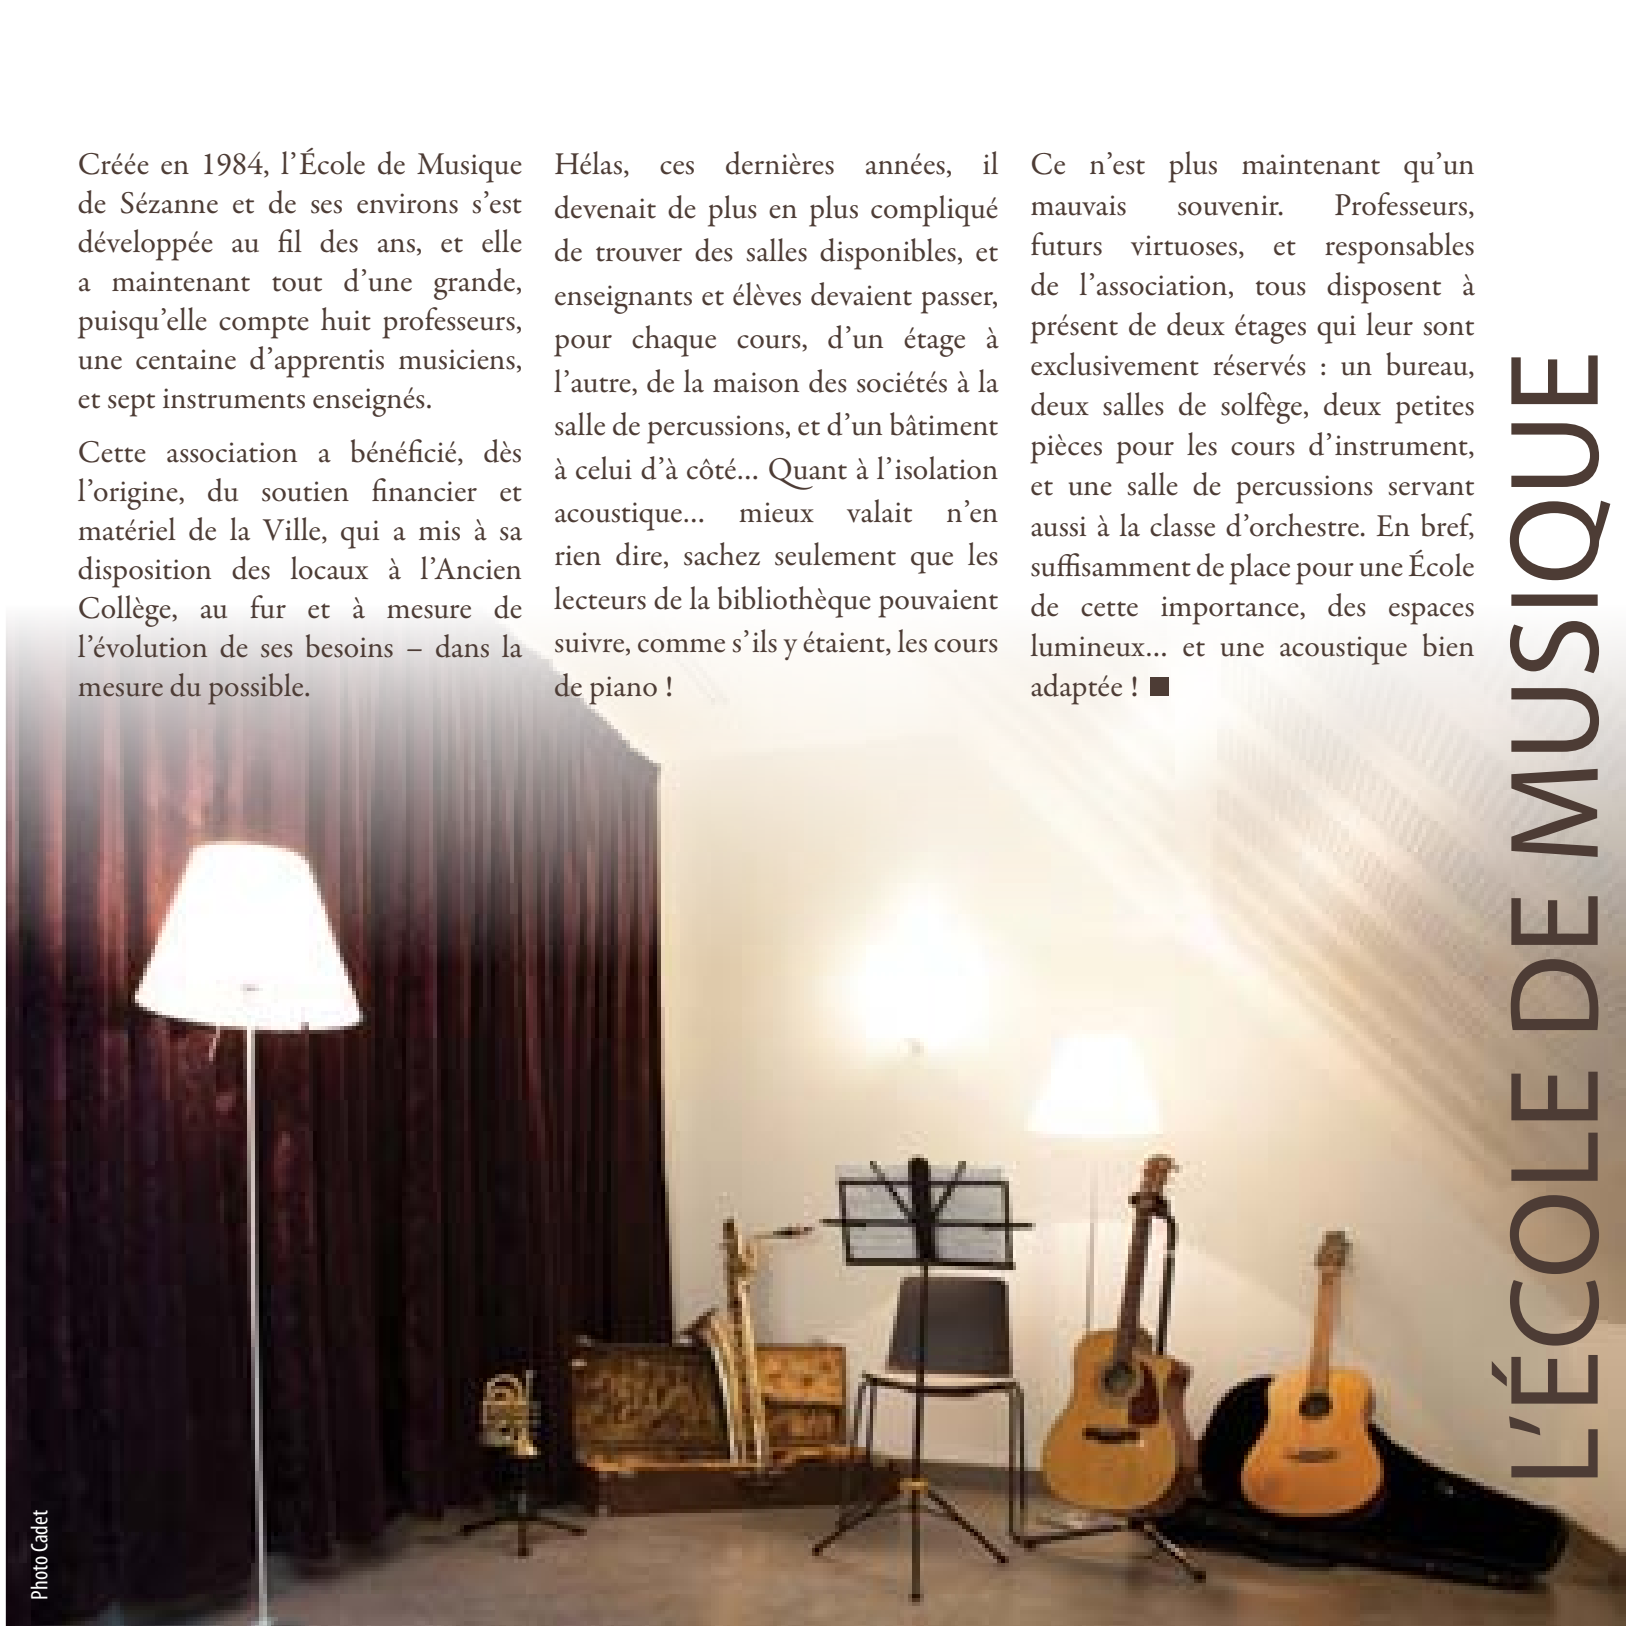 Créée en 1984, l’École de Musique
de Sézanne et de ses environs s’est
développée au fil des ans, et elle
a maintenant tout d’une grande,
puisqu’elle compte huit professeurs,
une centaine d’apprentis musiciens,
et sept instruments enseignés.
Cette association a bénéficié, dès
l’origine, du soutien financier et
matériel de la Ville, qui a mis à sa
disposition des locaux à l’Ancien
Collège, au fur et à mesure de
l’évolution de ses besoins – dans la
mesure du possible.
Hélas, ces dernières années, il
devenait de plus en plus compliqué
de trouver des salles disponibles, et
enseignants et élèves devaient passer,
pour chaque cours, d’un étage à
l’autre, de la maison des sociétés à la
salle de percussions, et d’un bâtiment
à celui d’à côté... Quant à l’isolation
acoustique... mieux valait n’en
rien dire, sachez seulement que les
lecteurs de la bibliothèque pouvaient
suivre, comme s’ils y étaient, les cours
de piano !
Ce n’est plus maintenant qu’un
mauvais souvenir. Professeurs,
futurs virtuoses, et responsables
de l’association, tous disposent à
présent de deux étages qui leur sont
exclusivement réservés : un bureau,
deux salles de solfège, deux petites
pièces pour les cours d’instrument,
et une salle de percussions servant
aussi à la classe d’orchestre. En bref,
suffisamment de place pour une École
de cette importance, des espaces
lumineux... et une acoustique bien
adaptée ! ■
L’ÉCOLE DE MUSIQUE
Photo Cadet